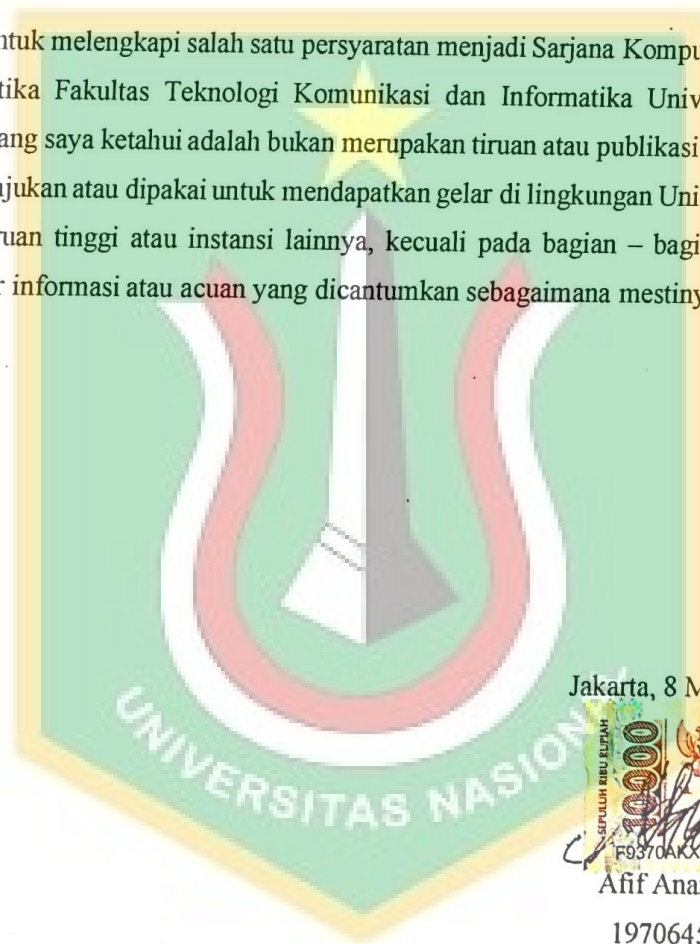 ntuk melengkapi salah satu persyaratan menjadi Sarjana Kompu
tika Fakultas Teknologi Komunikasi dan Informatika Univ
ang saya ketahui adalah bukan merupakan tiruan atau publikasi
ajukan atau dipakai untuk mendapatkan gelar di lingkungan Uni
ruan tinggi atau instansi lainnya, kecuali pada bagian – bagi
r informasi atau acuan yang dicantumkan sebagaimana mestiny
UNIVERSITAS NASIONAL
Jakarta, 8 M
SEPULUH RIBU RUPIAH
10000
F9370AKX
Afif Ana
197064